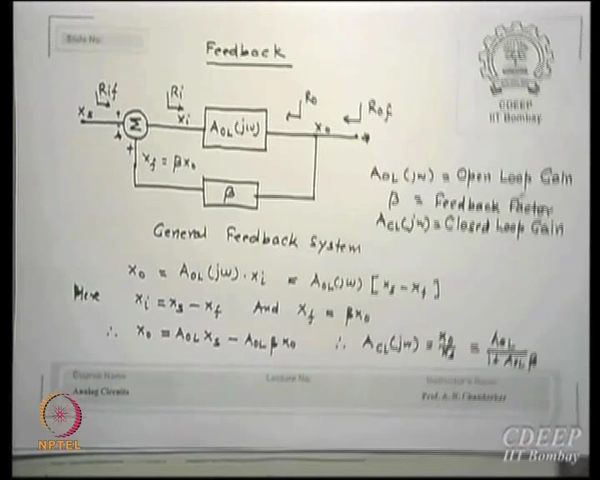 Slide No:
Feedback
CDEEP
IIT Bombay
Rif
Ri
Ro
Rof
xs
Σ
xi
AOL(jω)
xo
xf = βxo
β
AOL(jω) = Open Loop Gain
β = Feedback Factor
ACL(jω) = Closed Loop Gain
General Feedback System
xo = AOL(jω) · xi = AOL(jω) [xs - xf]
Here xi = xs - xf And xf = βxo
∴ xo = AOL xs - AOL β xo ∴ ACL(jω) = xo/xs = AOL/1+AOLβ
Course Name
Lecture No.
Instructor's Name
Analog Circuits
Prof. A. N. Chandorkar
NPTEL
CDEEP
IIT Bombay